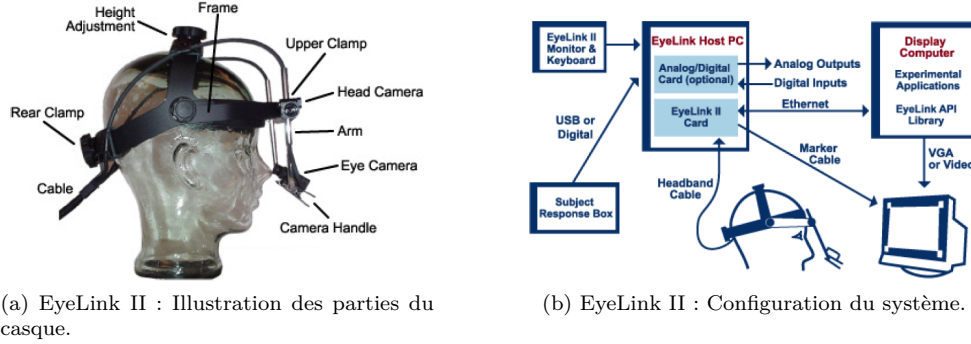 Height
Adjustment
Frame
Upper Clamp
Head Camera
Rear Clamp
Arm
Eye Camera
Cable
Camera Handle
(a) EyeLink II : Illustration des parties du
casque.
EyeLink II
Monitor &
Keyboard
EyeLink Host PC
Analog/Digital
Card (optional)
EyeLink II
Card
Analog Outputs
Digital Inputs
Ethernet
Display
Computer
Experimental
Applications
EyeLink API
Library
USB or
Digital
Marker
Cable
VGA
or Video
Headband
Cable
Subject
Response Box
(b) EyeLink II : Configuration du système.